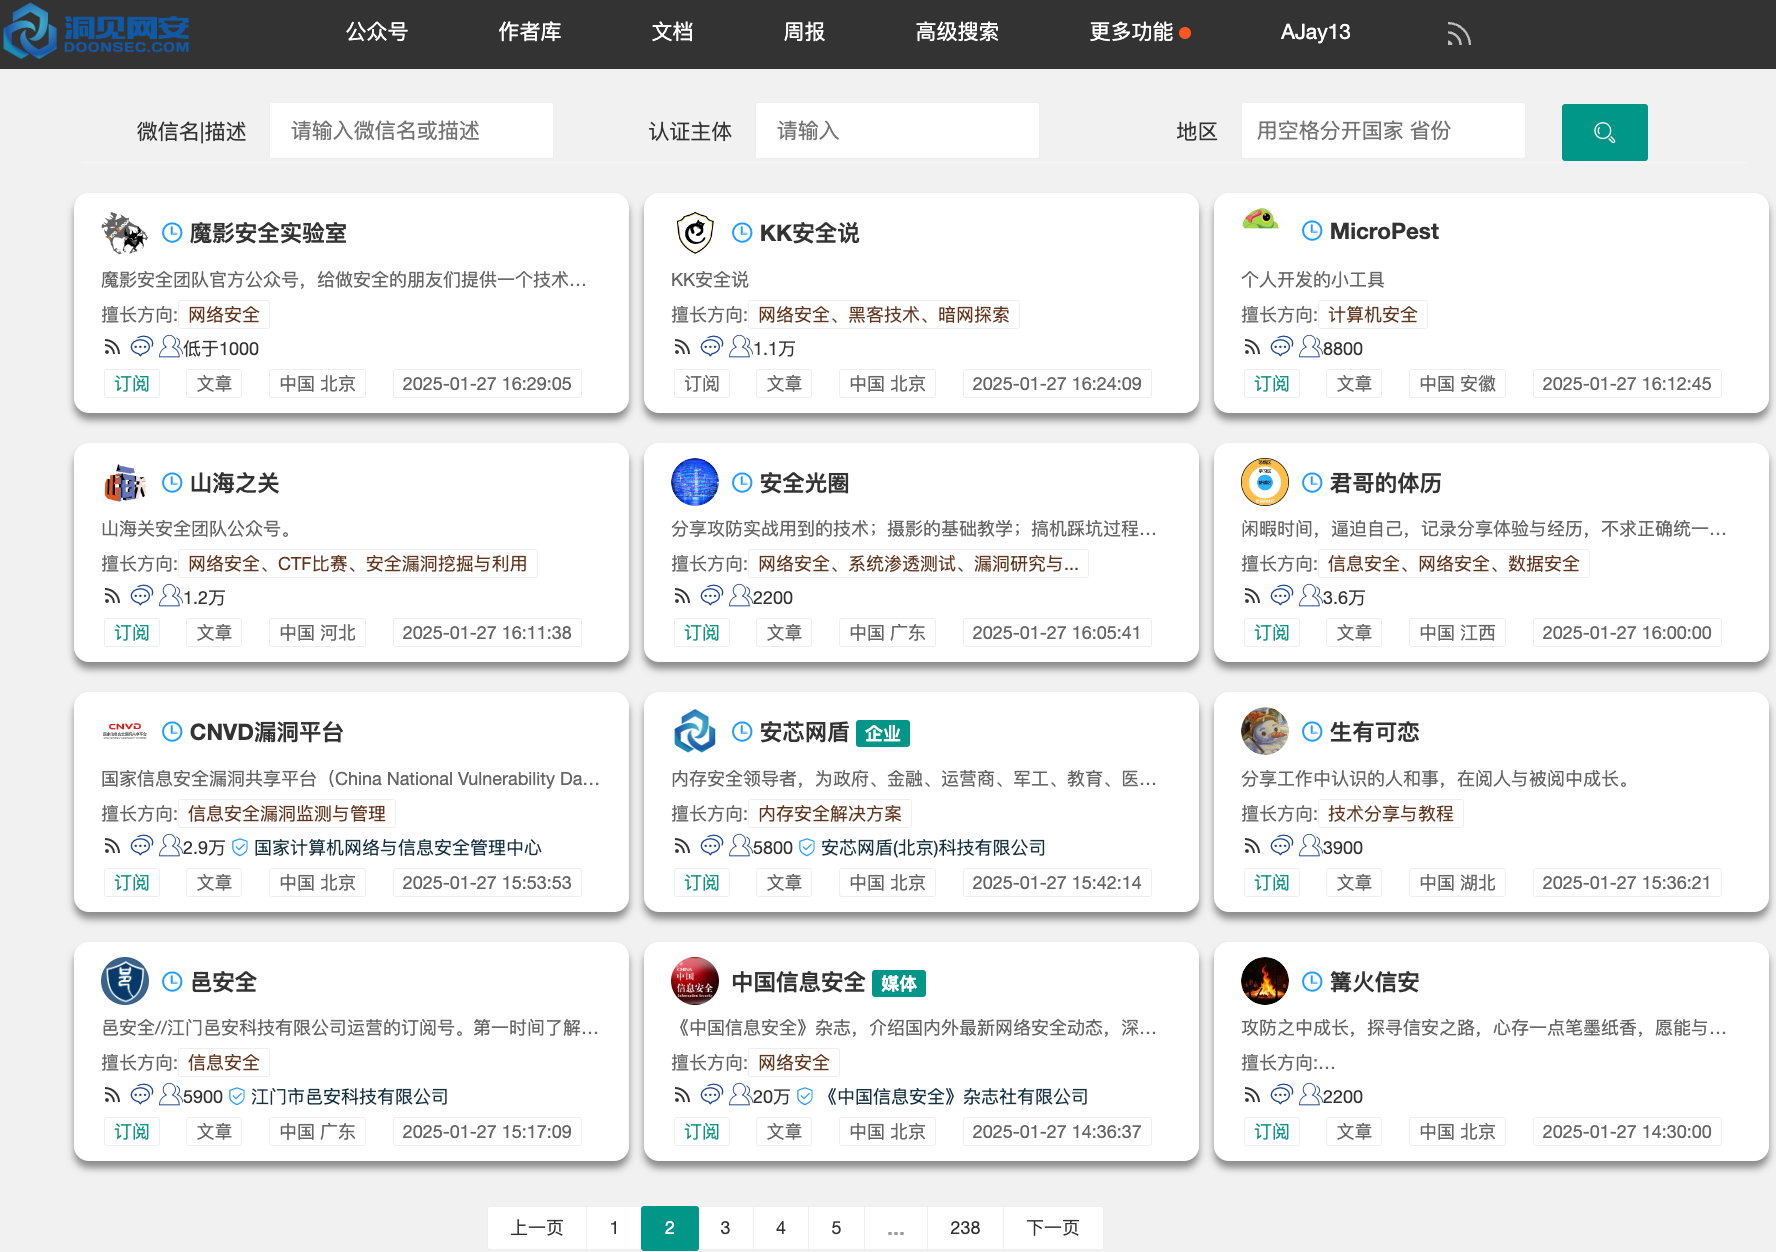 洞见网安
DOONSEC.COM
公众号 作者库 文档 周报 高级搜索 更多功能 AJay13
微信名|描述 请输入微信名或描述 认证主体 请输入 地区 用空格分开国家 省份
魔影安全实验室
魔影安全团队官方公众号，给做安全的朋友们提供一个技术...
擅长方向: 网络安全
低于1000
订阅 文章 中国 北京 2025-01-27 16:29:05
KK安全说
KK安全说
擅长方向: 网络安全、黑客技术、暗网探索
1.1万
订阅 文章 中国 北京 2025-01-27 16:24:09
MicroPest
个人开发的小工具
擅长方向: 计算机安全
8800
订阅 文章 中国 安徽 2025-01-27 16:12:45
山海之关
山海关安全团队公众号。
擅长方向: 网络安全、CTF比赛、安全漏洞挖掘与利用
1.2万
订阅 文章 中国 河北 2025-01-27 16:11:38
安全光圈
分享攻防实战用到的技术；摄影的基础教学；搞机踩坑过程...
擅长方向: 网络安全、系统渗透测试、漏洞研究与...
2200
订阅 文章 中国 广东 2025-01-27 16:05:41
君哥的体历
闲暇时间，逼迫自己，记录分享体验与经历，不求正确统一...
擅长方向: 信息安全、网络安全、数据安全
3.6万
订阅 文章 中国 江西 2025-01-27 16:00:00
CNVD
CNVD漏洞平台
国家信息安全漏洞共享平台（China National Vulnerability Da...
擅长方向: 信息安全漏洞监测与管理
2.9万 国家计算机网络与信息安全管理中心
订阅 文章 中国 北京 2025-01-27 15:53:53
安芯网盾 企业
内存安全领导者，为政府、金融、运营商、军工、教育、医...
擅长方向: 内存安全解决方案
5800 安芯网盾(北京)科技有限公司
订阅 文章 中国 北京 2025-01-27 15:42:14
生有可恋
分享工作中认识的人和事，在阅人与被阅中成长。
擅长方向: 技术分享与教程
3900
订阅 文章 中国 湖北 2025-01-27 15:36:21
邑安全
邑安全//江门邑安科技有限公司运营的订阅号。第一时间了解...
擅长方向: 信息安全
5900 江门市邑安科技有限公司
订阅 文章 中国 广东 2025-01-27 15:17:09
中国
信息安全
中国信息安全 媒体
《中国信息安全》杂志，介绍国内外最新网络安全动态，深...
擅长方向: 网络安全
20万 《中国信息安全》杂志社有限公司
订阅 文章 中国 北京 2025-01-27 14:36:37
篝火信安
攻防之中成长，探寻信安之路，心存一点笔墨纸香，愿能与...
擅长方向:...
2200
订阅 文章 中国 北京 2025-01-27 14:30:00
上一页 1 2 3 4 5 ... 238 下一页